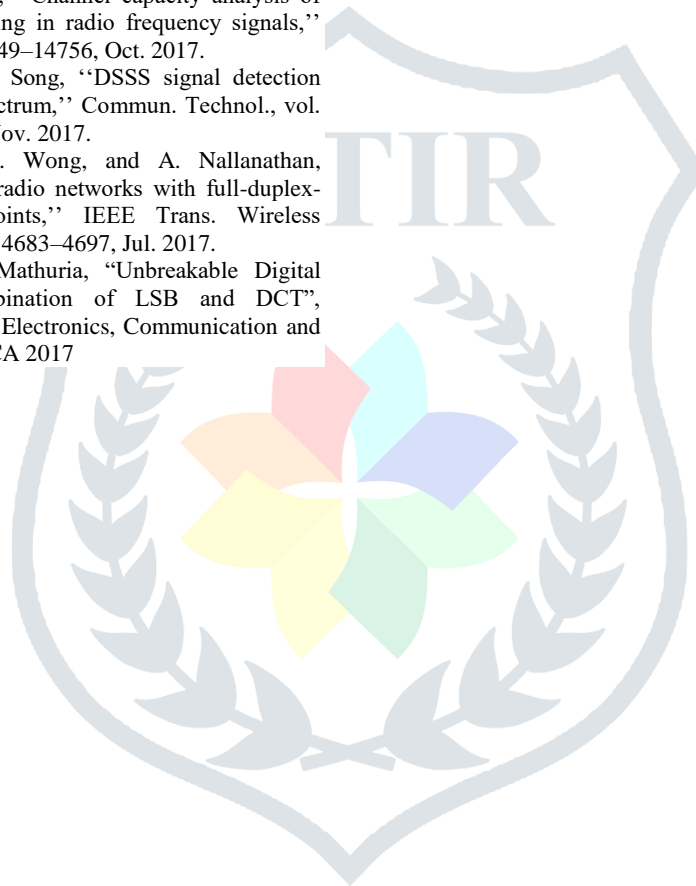 Channel capacity analysis of
ing in radio frequency signals,’’
49–14756, Oct. 2017.
Song, ‘‘DSSS signal detection
ctrum,’’ Commun. Technol., vol.
ov. 2017.
. Wong, and A. Nallanathan,
radio networks with full-duplex-
oints,’’ IEEE Trans. Wireless
4683–4697, Jul. 2017.
Mathuria, “Unbreakable Digital
bination of LSB and DCT”,
Electronics, Communication and
CA 2017
TIR